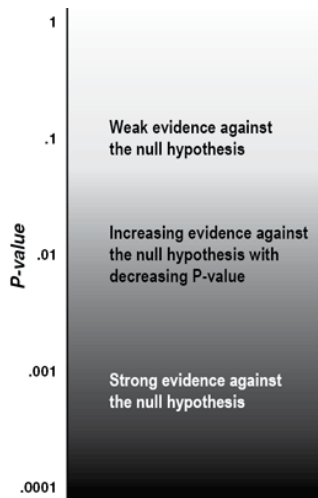 1
Weak evidence against
.1
the null hypothesis
Increasing evidence against
P-value
.01
the null hypothesis with
decreasing P-value
.001
Strong evidence against
the null hypothesis
.0001